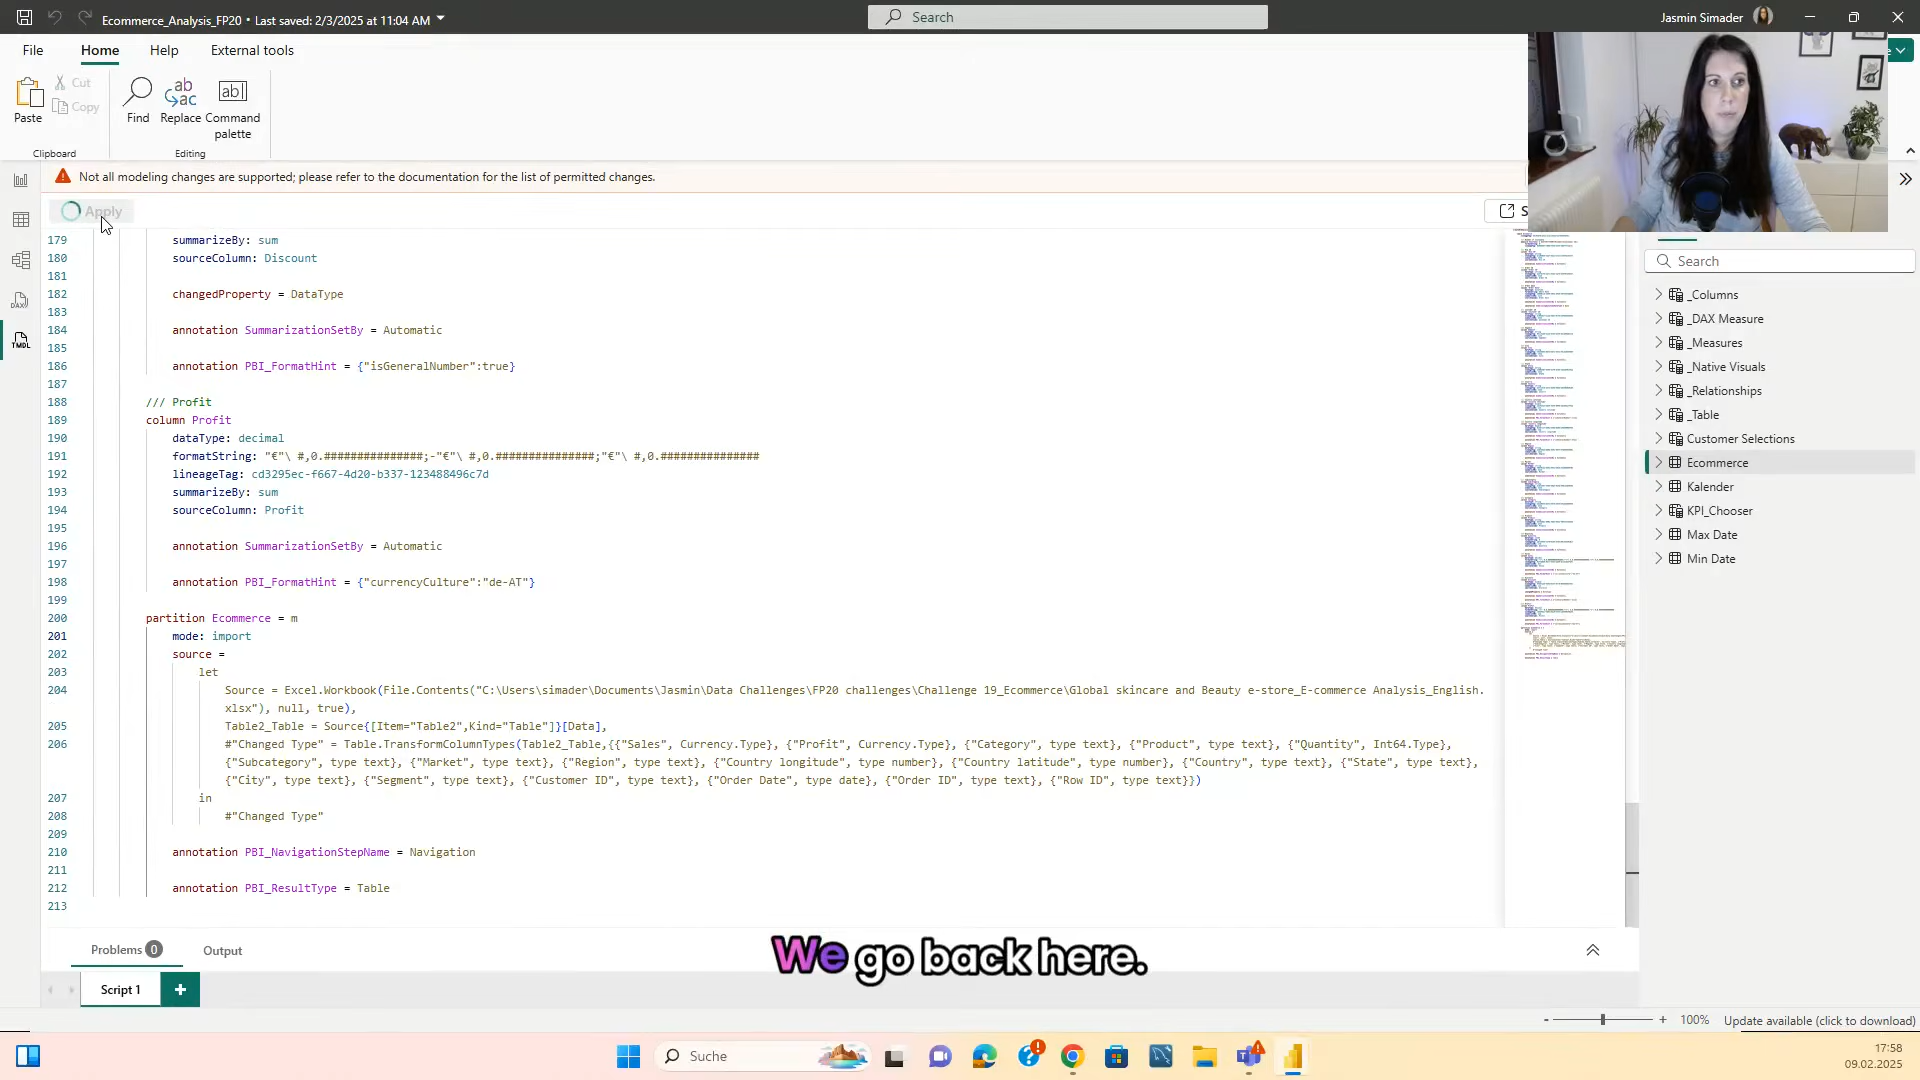 Ecommerce_Analysis_FP20 • Last saved: 2/3/2025 at 11:04 AM
Search
Jasmin Simader
File
Home
Help
External tools
Paste
Cut
Copy
Find
Replace
Command palette
Clipboard
Editing
Not all modeling changes are supported; please refer to the documentation for the list of permitted changes.
Apply
179 summarizeBy: sum
180 sourceColumn: Discount
181
182 changedProperty = DataType
183
184 annotation SummarizationSetBy = Automatic
185
186 annotation PBI_FormatHint = {"isGeneralNumber":true}
187
188 /// Profit
189 column Profit
190 dataType: decimal
191 formatString: "€"\ #,0.###############;-"€"\ #,0.###############;"€"\ #,0.###############
192 lineageTag: cd3295ec-f667-4d20-b337-123488496c7d
193 summarizeBy: sum
194 sourceColumn: Profit
195
196 annotation SummarizationSetBy = Automatic
197
198 annotation PBI_FormatHint = {"currencyCulture":"de-AT"}
199
200 partition Ecommerce = m
201 mode: import
202 source =
203 let
204 Source = Excel.Workbook(File.Contents("C:\Users\simader\Documents\Jasmin\Data Challenges\FP20 challenges\Challenge 19_Ecommerce\Global skincare and Beauty e-store_E-commerce Analysis_English.
xlsx"), null, true),
205 Table2_Table = Source{[Item="Table2",Kind="Table"]}[Data],
206 #"Changed Type" = Table.TransformColumnTypes(Table2_Table,{{"Sales", Currency.Type}, {"Profit", Currency.Type}, {"Category", type text}, {"Product", type text}, {"Quantity", Int64.Type},
{"Subcategory", type text}, {"Market", type text}, {"Region", type text}, {"Country longitude", type number}, {"Country latitude", type number}, {"Country", type text}, {"State", type text},
{"City", type text}, {"Segment", type text}, {"Customer ID", type text}, {"Order Date", type date}, {"Order ID", type text}, {"Row ID", type text}})
207 in
208 #"Changed Type"
209
210 annotation PBI_NavigationStepName = Navigation
211
212 annotation PBI_ResultType = Table
213
Search
_Columns
_DAX Measure
_Measures
_Native Visuals
_Relationships
_Table
Customer Selections
Ecommerce
Kalender
KPI_Chooser
Max Date
Min Date
DAX
TMDL
Problems 0
Output
We go back here.
Script 1
+
- + 100%
Update available (click to download)
Suche
17:58
09.02.2025